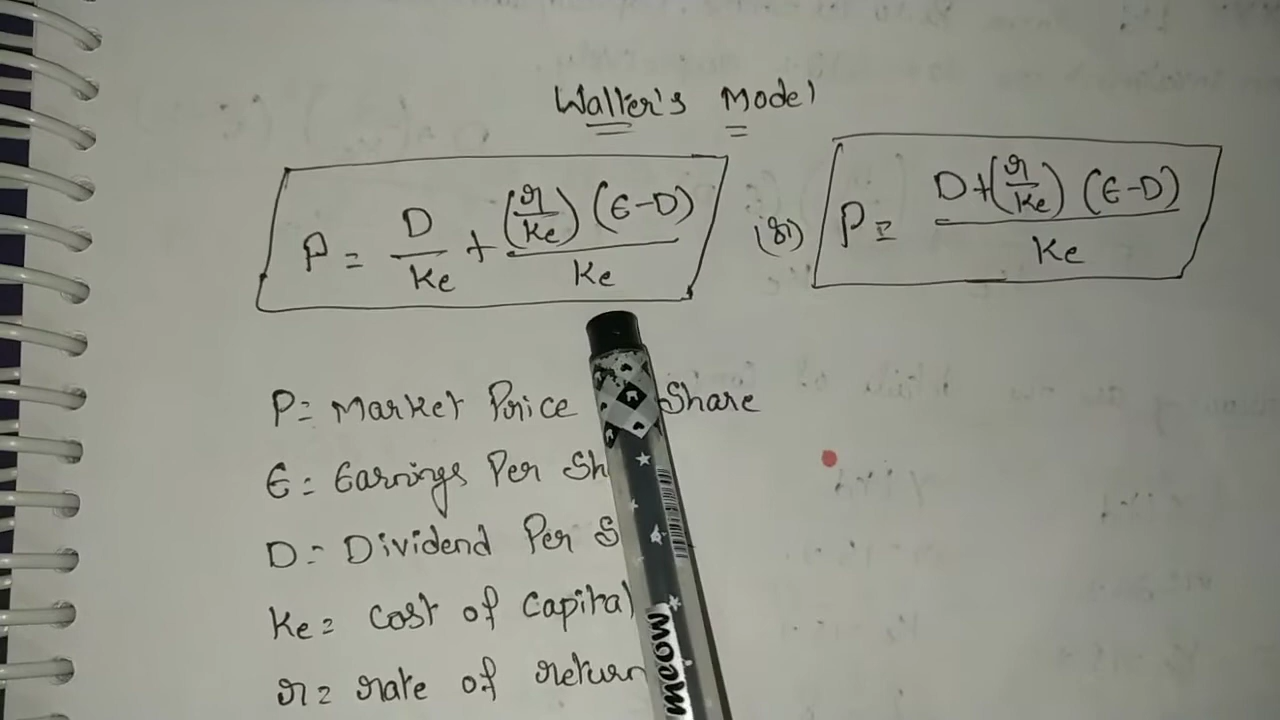 Walter's Model
P = D/Ke + (r/Ke) (E-D)/Ke (or) P = D+(r/Ke) (E-D)/Ke
P = Market Price Share
E = Earnings Per Sh
D = Dividend Per S
Ke = cost of capital
r = rate of return
meow